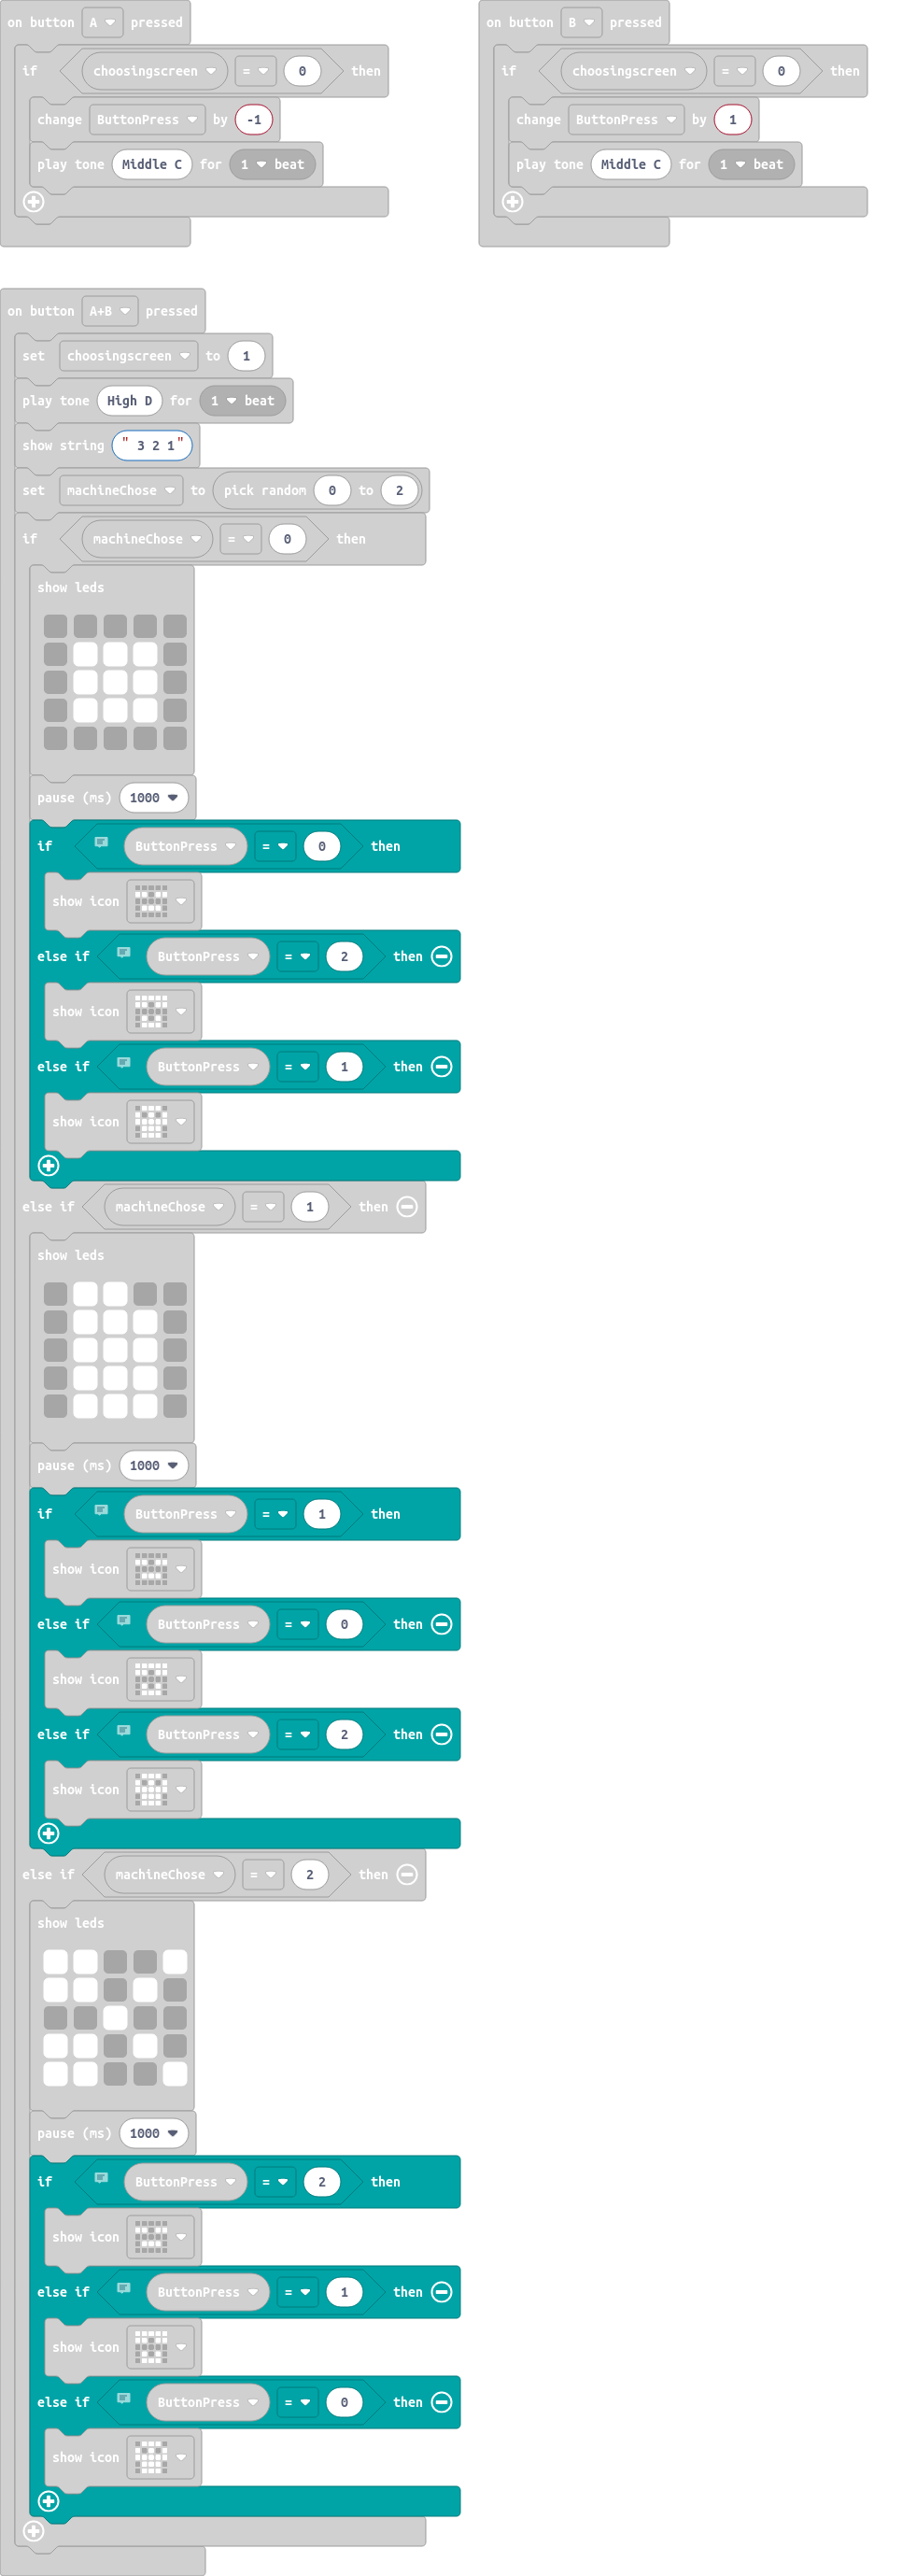 on button A pressed
if choosingscreen = 0 then
change ButtonPress by -1
play tone Middle C for 1 beat
on button B pressed
if choosingscreen = 0 then
change ButtonPress by 1
play tone Middle C for 1 beat
on button A+B pressed
set choosingscreen to 1
play tone High D for 1 beat
show string " 3 2 1"
set machineChose to pick random 0 to 2
if machineChose = 0 then
show leds
pause (ms) 1000
if ButtonPress = 0 then
show icon
else if ButtonPress = 2 then
show icon
else if ButtonPress = 1 then
show icon
else if machineChose = 1 then
show leds
pause (ms) 1000
if ButtonPress = 1 then
show icon
else if ButtonPress = 0 then
show icon
else if ButtonPress = 2 then
show icon
else if machineChose = 2 then
show leds
pause (ms) 1000
if ButtonPress = 2 then
show icon
else if ButtonPress = 1 then
show icon
else if ButtonPress = 0 then
show icon